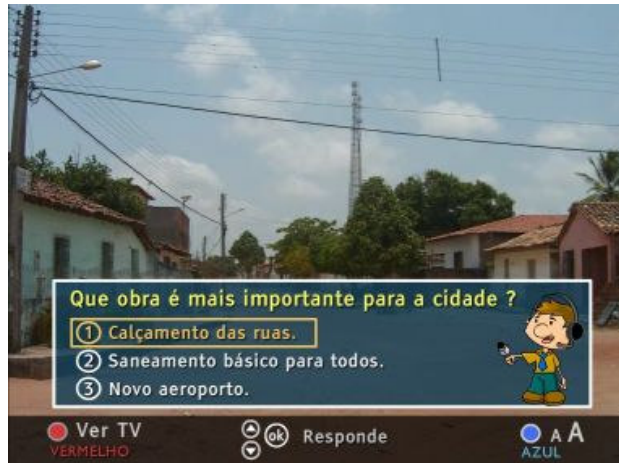 Que obra é mais importante para a cidade ?
1 Calçamento das ruas.
2 Saneamento básico para todos.
3 Novo aeroporto.
Ver TV
VERMELHO
ok Responde
A A
AZUL